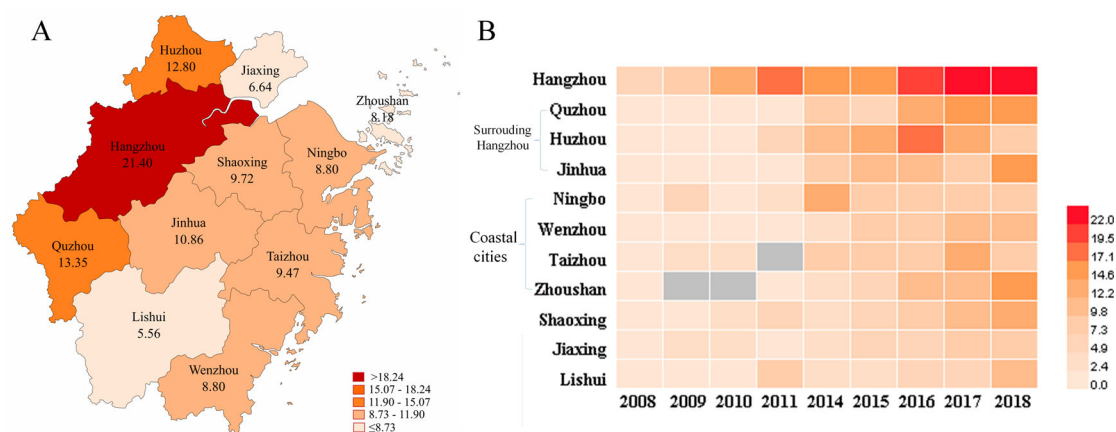 A
Huzhou
12.80
Jiaxing
6.64
Zhoushan
8.18
Hangzhou
21.40
Shaoxing
9.72
Ningbo
8.80
Jinhua
10.86
Quzhou
13.35
Taizhou
9.47
Lishui
5.56
Wenzhou
8.80
>18.24
15.07 - 18.24
11.90 - 15.07
8.73 - 11.90
≤8.73
B
Hangzhou
Quzhou
Surrouding
Hangzhou
Huzhou
Jinhua
Ningbo
Wenzhou
Coastal
cities
Taizhou
Zhoushan
Shaoxing
Jiaxing
Lishui
2008 2009 2010 2011 2014 2015 2016 2017 2018
22.0
19.5
17.1
14.6
12.2
9.8
7.3
4.9
2.4
0.0